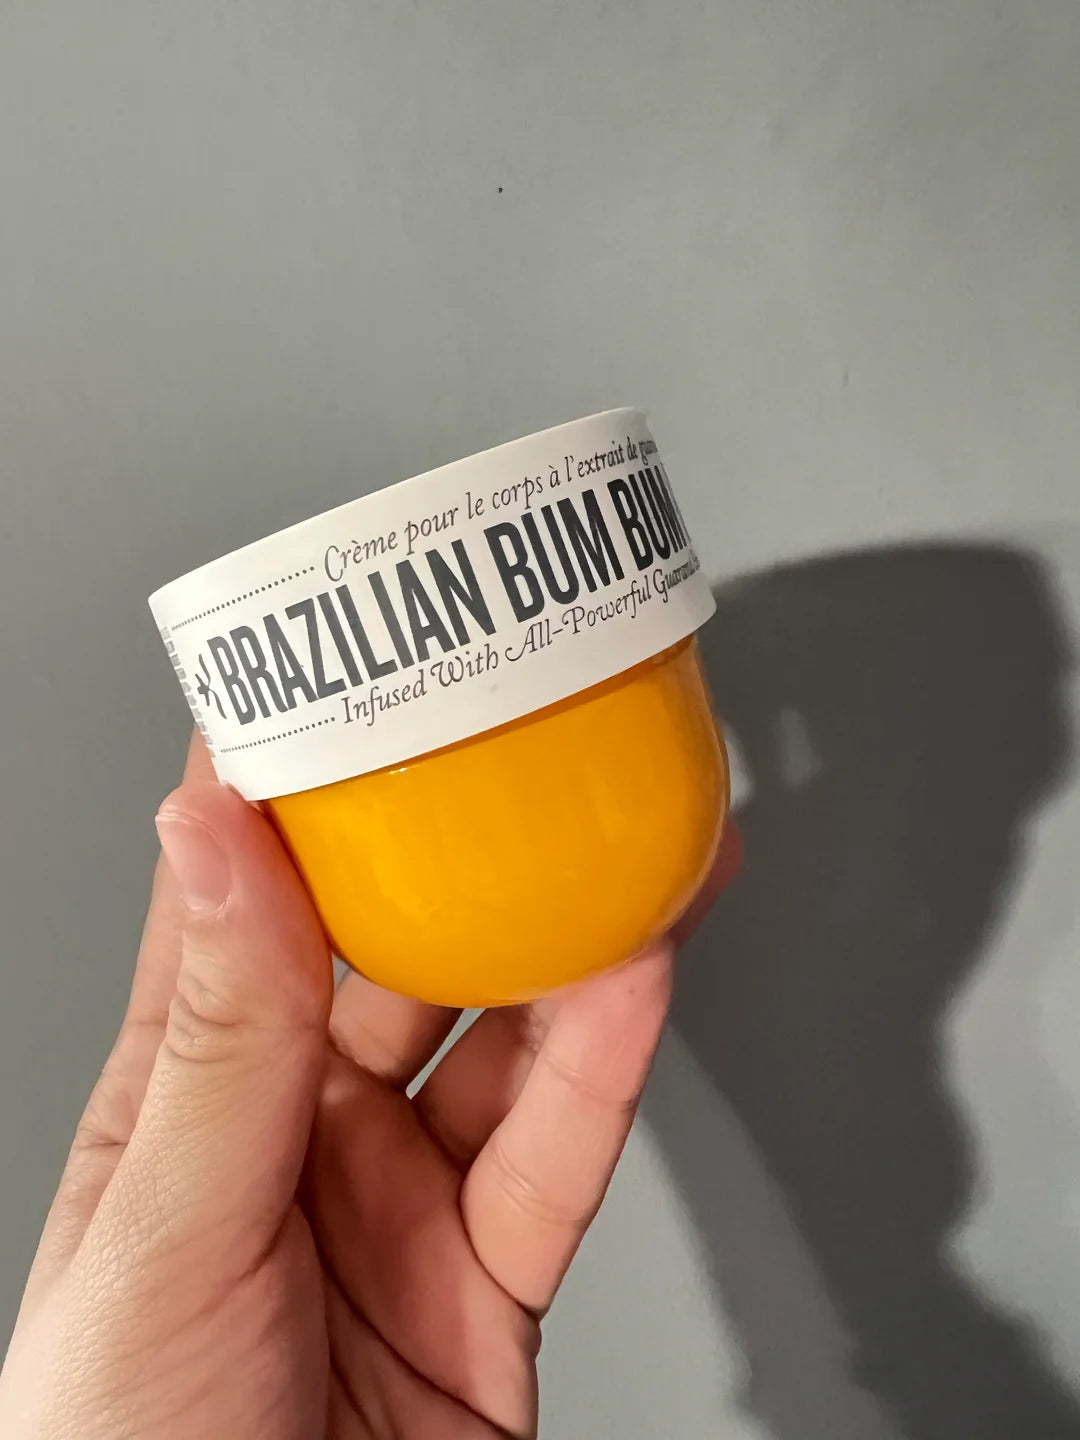 Crème pour le corps à l'extrait de
BRAZILIAN BUM BUM
Infused With All-Powerful